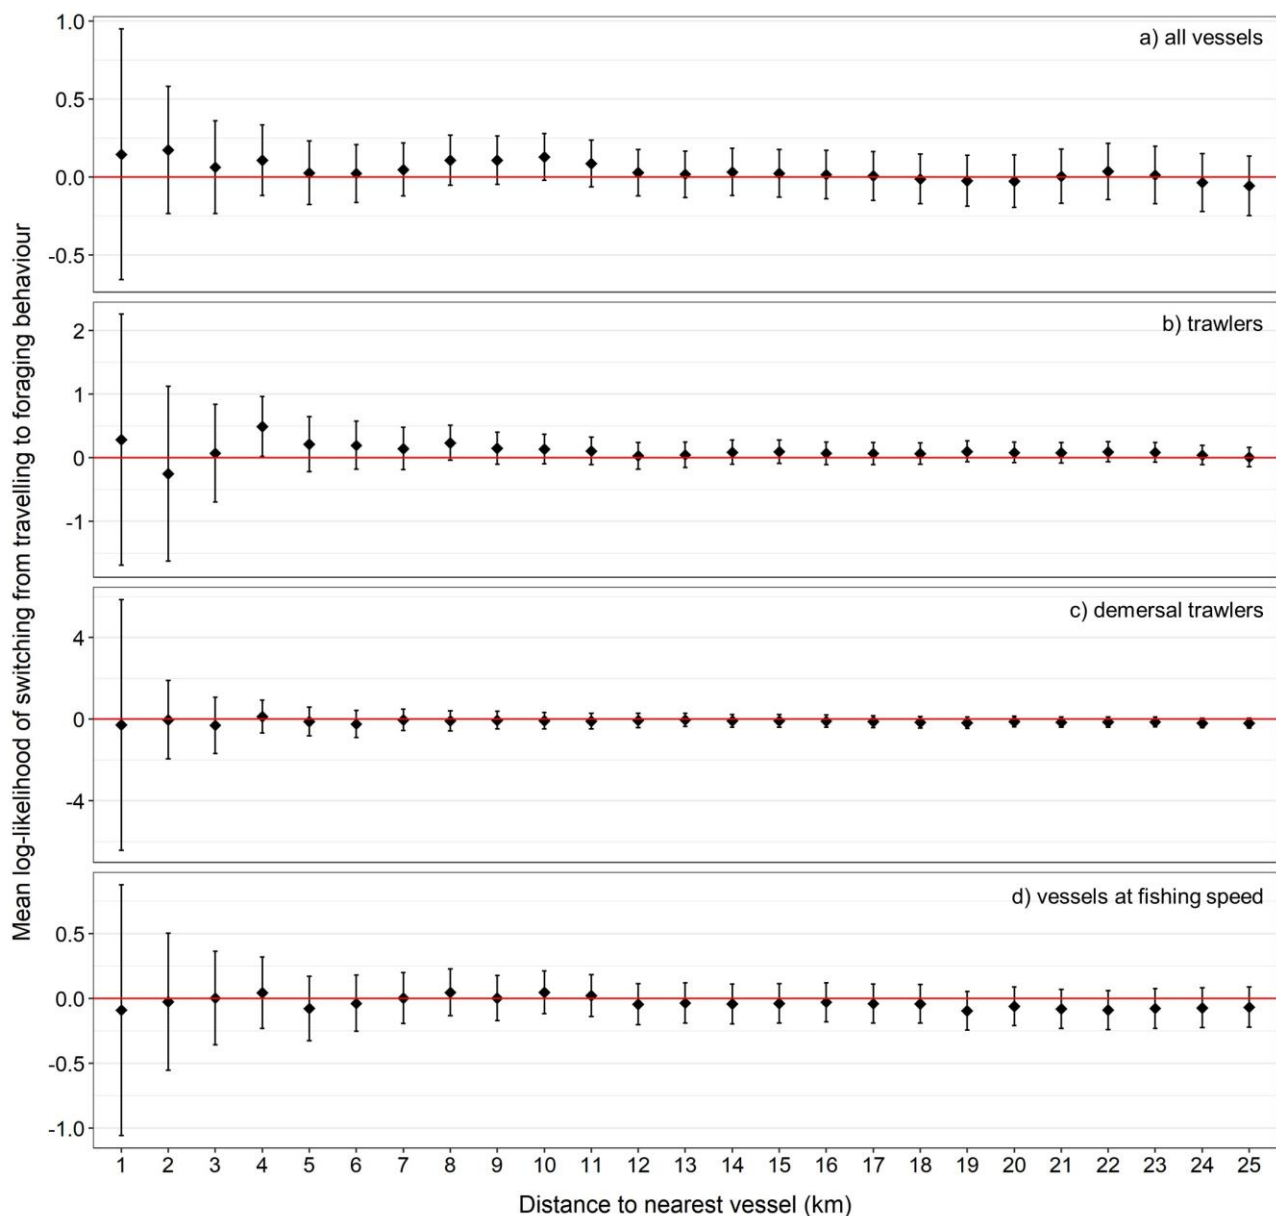 Mean log-likelihood of switching from travelling to foraging behaviour
a) all vessels
1.0
0.5
0.0
-0.5
b) trawlers
2
1
0
-1
c) demersal trawlers
4
0
-4
d) vessels at fishing speed
0.5
0.0
-0.5
-1.0
1 2 3 4 5 6 7 8 9 10 11 12 13 14 15 16 17 18 19 20 21 22 23 24 25
Distance to nearest vessel (km)